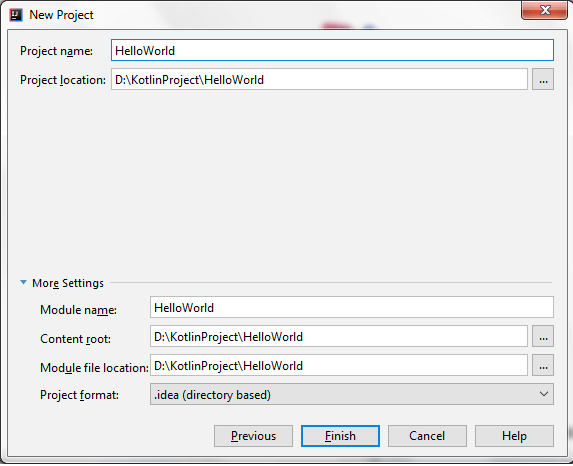 New Project
Project name: HelloWorld
Project location: D:\KotlinProject\HelloWorld ...
More Settings
Module name: HelloWorld
Content root: D:\KotlinProject\HelloWorld ...
Module file location: D:\KotlinProject\HelloWorld ...
Project format: .idea (directory based)
Previous Finish Cancel Help